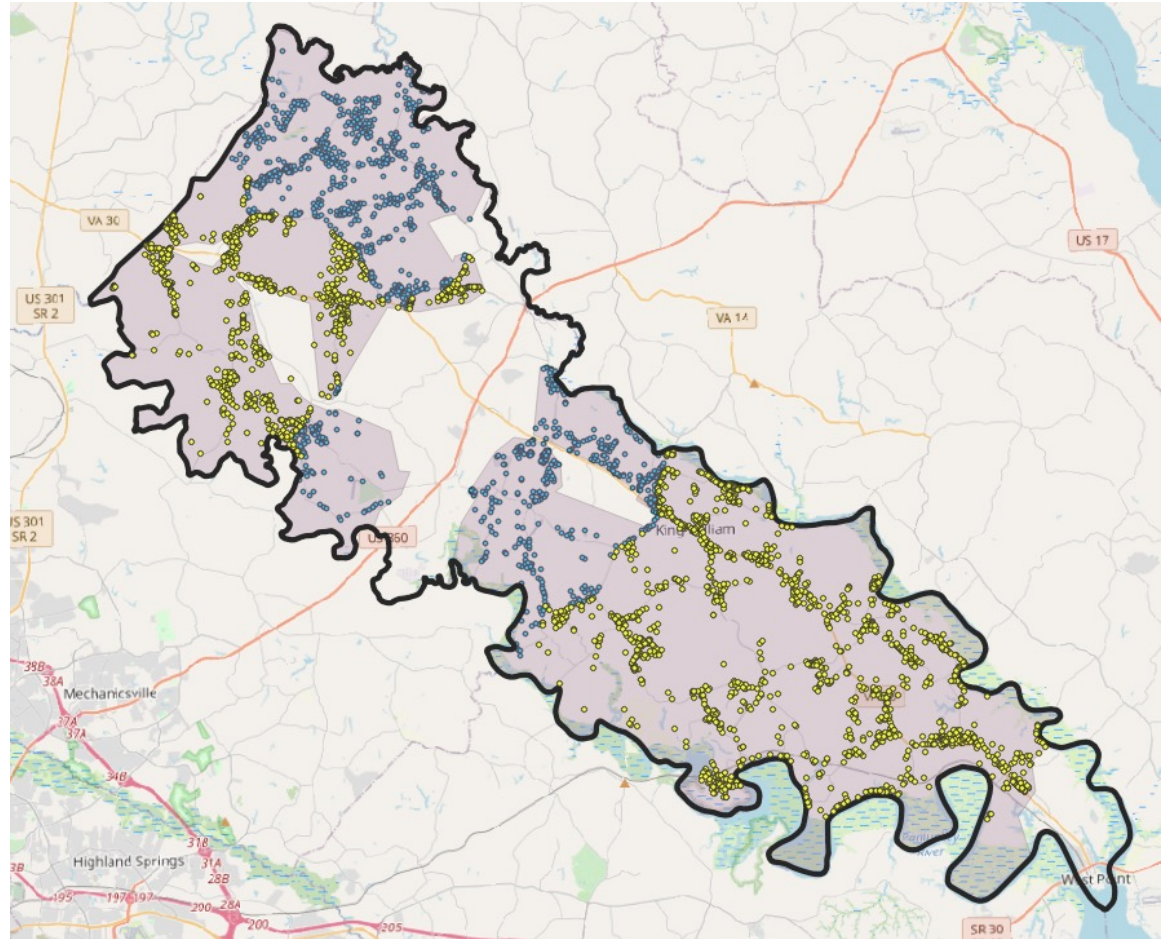 VA 30
US 17
US 301
SR 2
VA 14
US 301
SR 2
US 360
King William
38B
38A
Mechanicsville
37A
37A
34B
31B
31A
28B
28A
Highland Springs
3B
195
197
197
200
200
205
West Point
SR 30